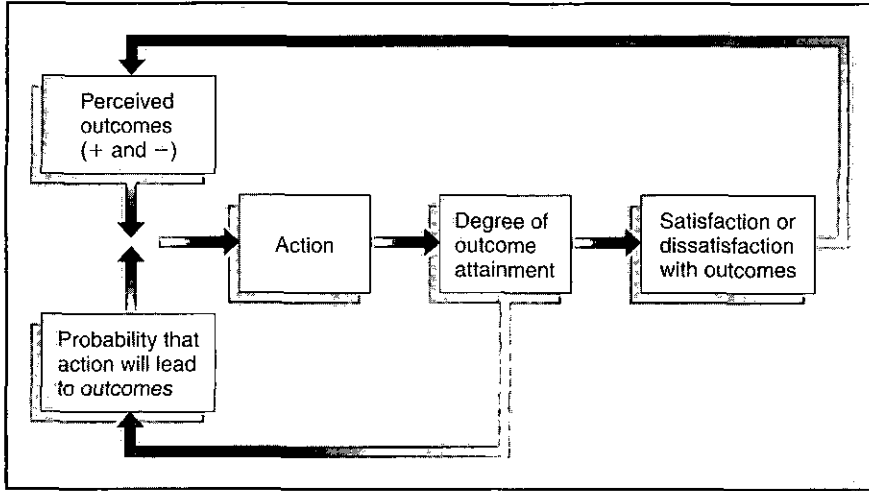 Perceived
outcomes
(+ and −)
Action
Degree of
outcome
attainment
Satisfaction or
dissatisfaction
with outcomes
Probability that
action will lead
to outcomes